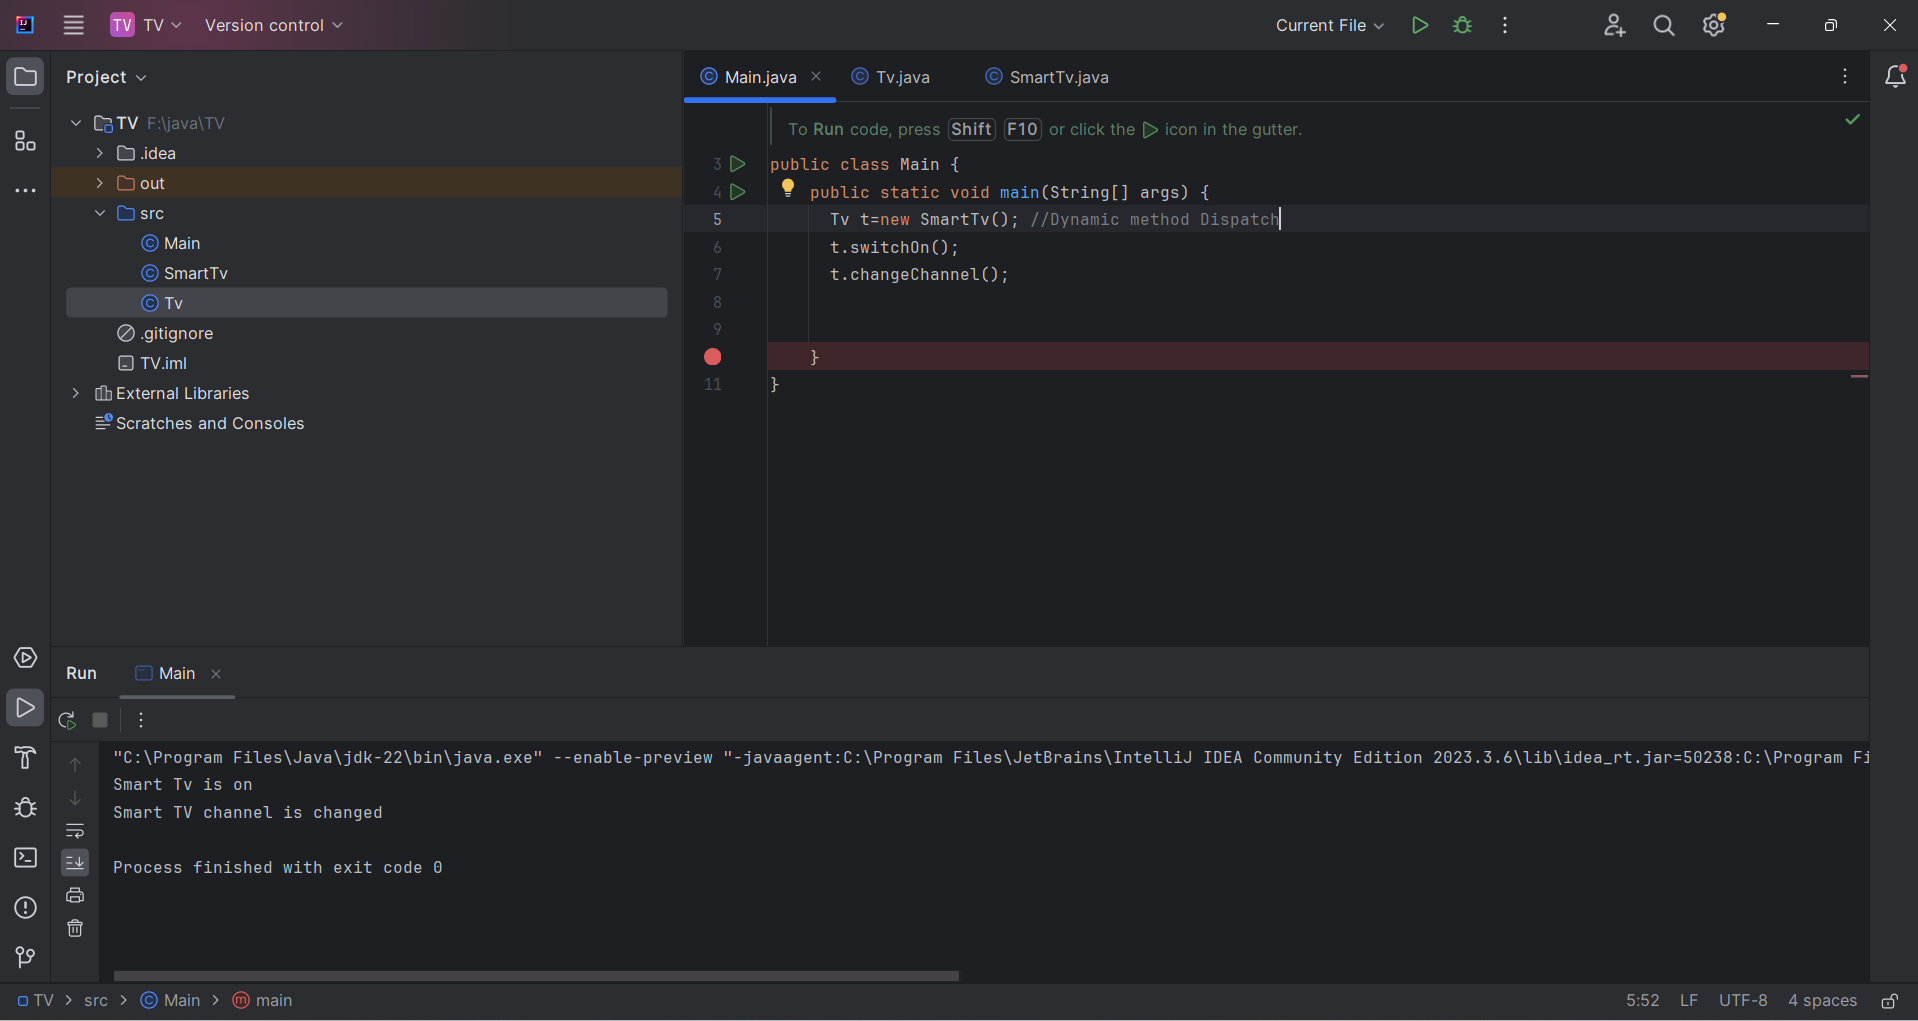 TV TV Version control Current File
Project
Main.java Tv.java SmartTv.java
TV F:\java\TV
.idea
out
src
Main
SmartTv
Tv
.gitignore
TV.iml
External Libraries
Scratches and Consoles
To Run code, press Shift F10 or click the icon in the gutter.
3 public class Main {
4 public static void main(String[] args) {
5 Tv t=new SmartTv(); //Dynamic method Dispatch
6 t.switchOn();
7 t.changeChannel();
8
9
}
11 }
Run Main
"C:\Program Files\Java\jdk-22\bin\java.exe" --enable-preview "-javaagent:C:\Program Files\JetBrains\IntelliJ IDEA Community Edition 2023.3.6\lib\idea_rt.jar=50238:C:\Program Fi
Smart Tv is on
Smart TV channel is changed
Process finished with exit code 0
TV > src > Main > main 5:52 LF UTF-8 4 spaces